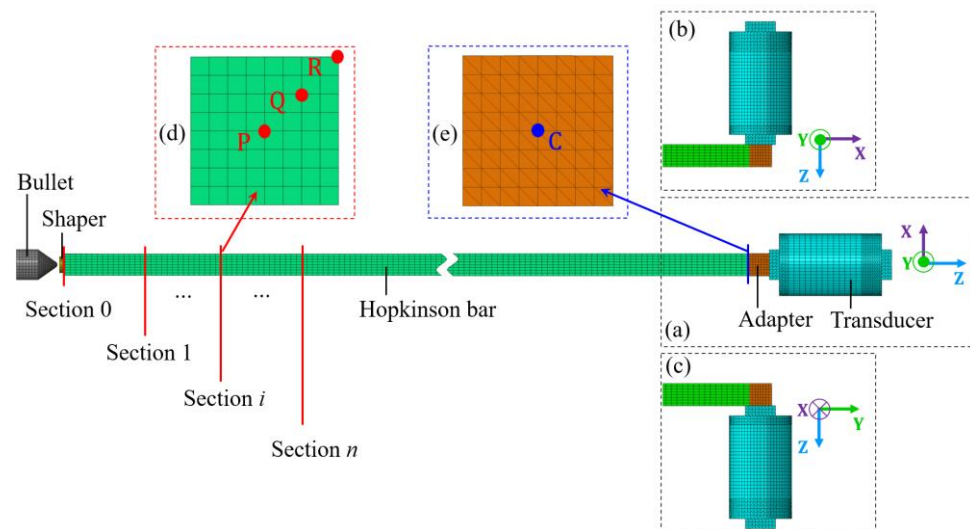 (b)
R
Q
(d)
P
(e)
C
Y
X
Z
Bullet
Shaper
X
Y
Z
Section 0
...
...
Hopkinson bar
Adapter
Transducer
(a)
Section 1
(c)
Section i
X
Y
Z
Section n